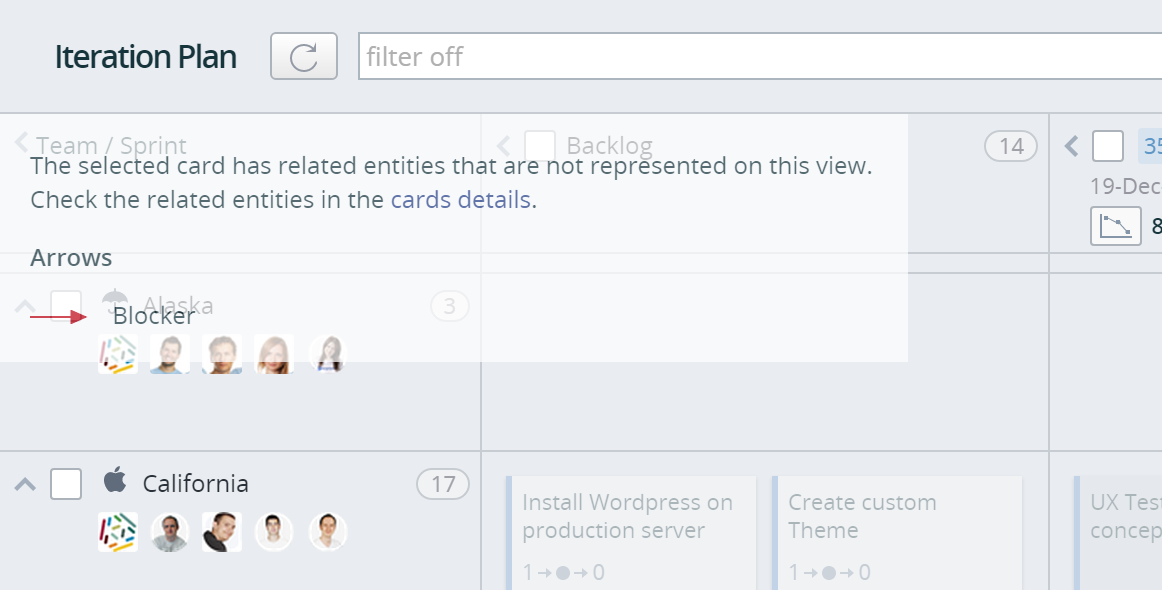 Iteration Plan
filter off
Team / Sprint
Backlog
14
35
19-Dec
8
The selected card has related entities that are not represented on this view.
Check the related entities in the cards details.
Arrows
Alaska
3
Blocker
California
17
Install Wordpress on
production server
1 → ● → 0
Create custom
Theme
1 → ● → 0
UX Test
concep